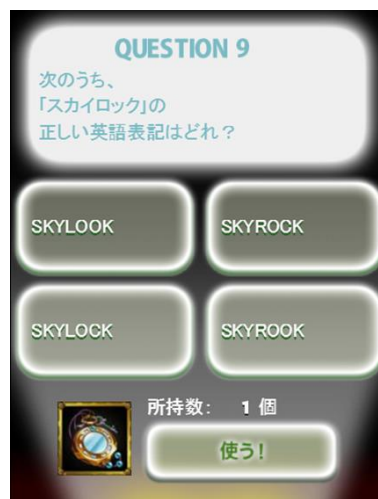 QUESTION 9
次のうち、
「スカイロック」の
正しい英語表記はどれ？
SKYLOOK
SKYROCK
SKYLOCK
SKYROOK
所持数: 1 個
使う!